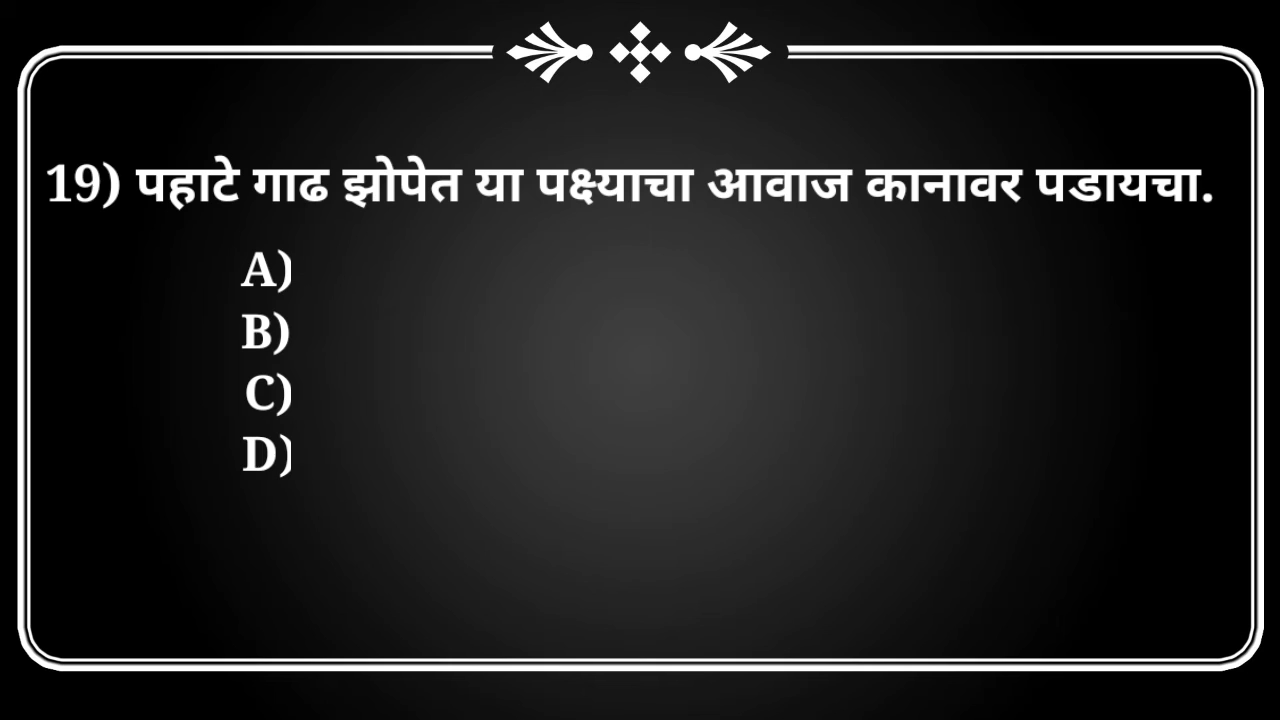 19) पहाटे गाढ झोपेत या पक्ष्याचा आवाज कानावर पडायचा.
A)
B)
C)
D)